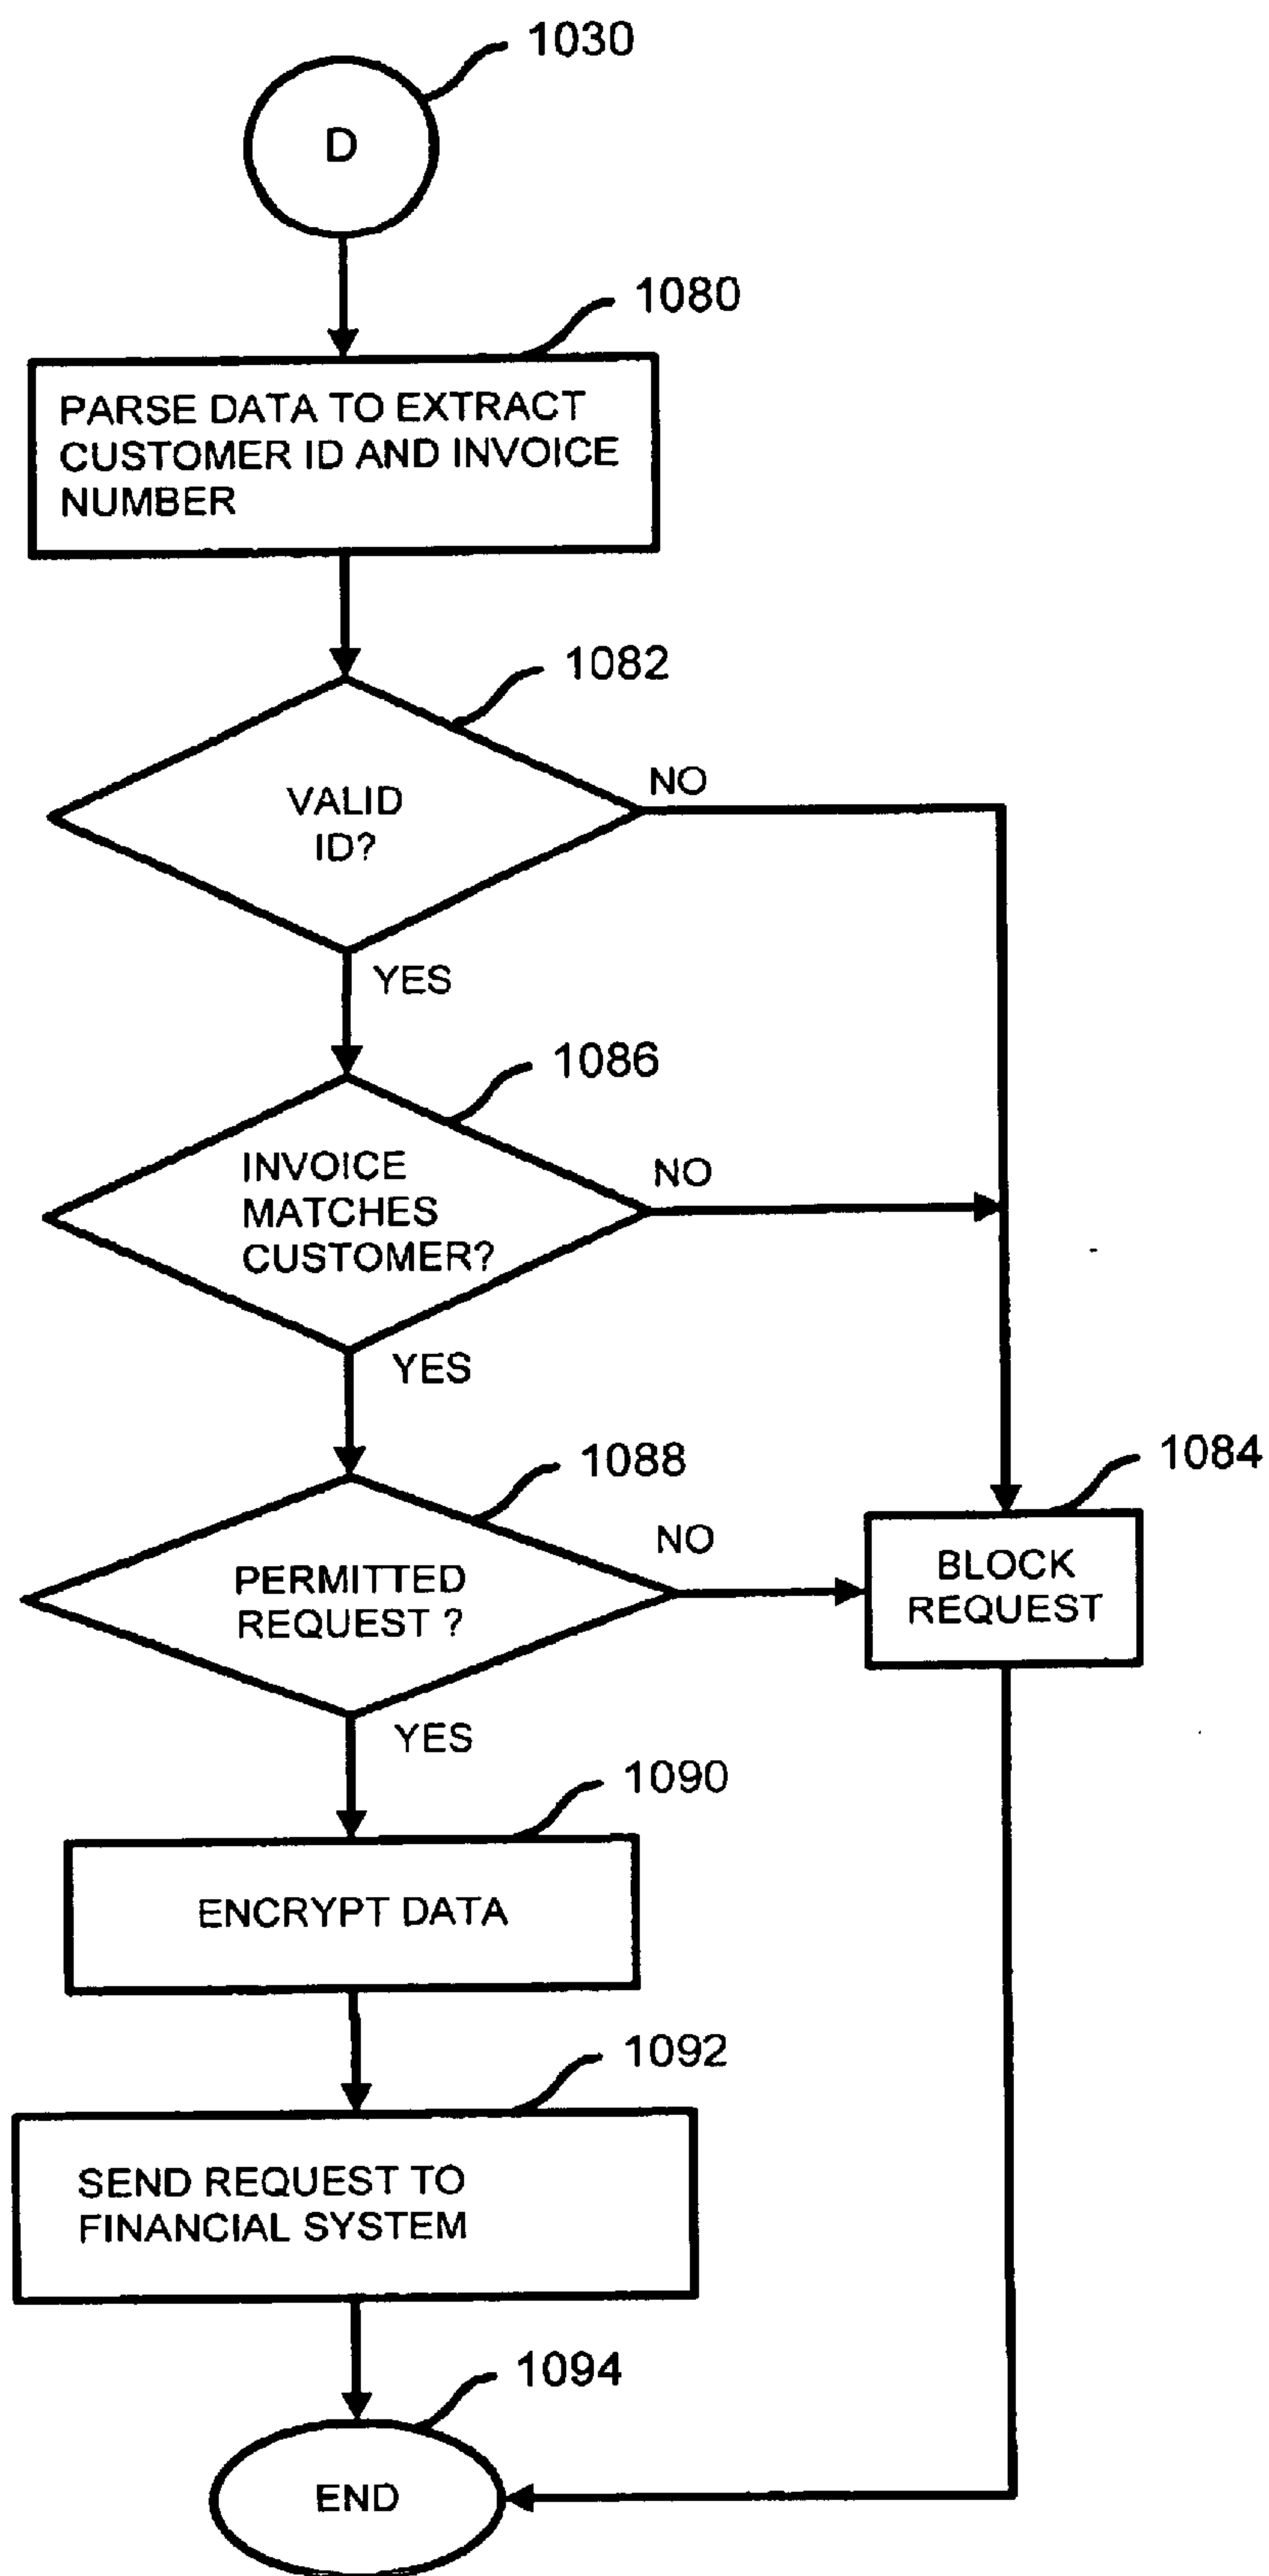 1030
D
1080
PARSE DATA TO EXTRACT
CUSTOMER ID AND INVOICE
NUMBER
1082
VALID
ID?
NO
YES
1086
INVOICE
MATCHES
CUSTOMER?
NO
YES
1088
PERMITTED
REQUEST ?
NO
YES
1084
BLOCK
REQUEST
1090
ENCRYPT DATA
1092
SEND REQUEST TO
FINANCIAL SYSTEM
1094
END